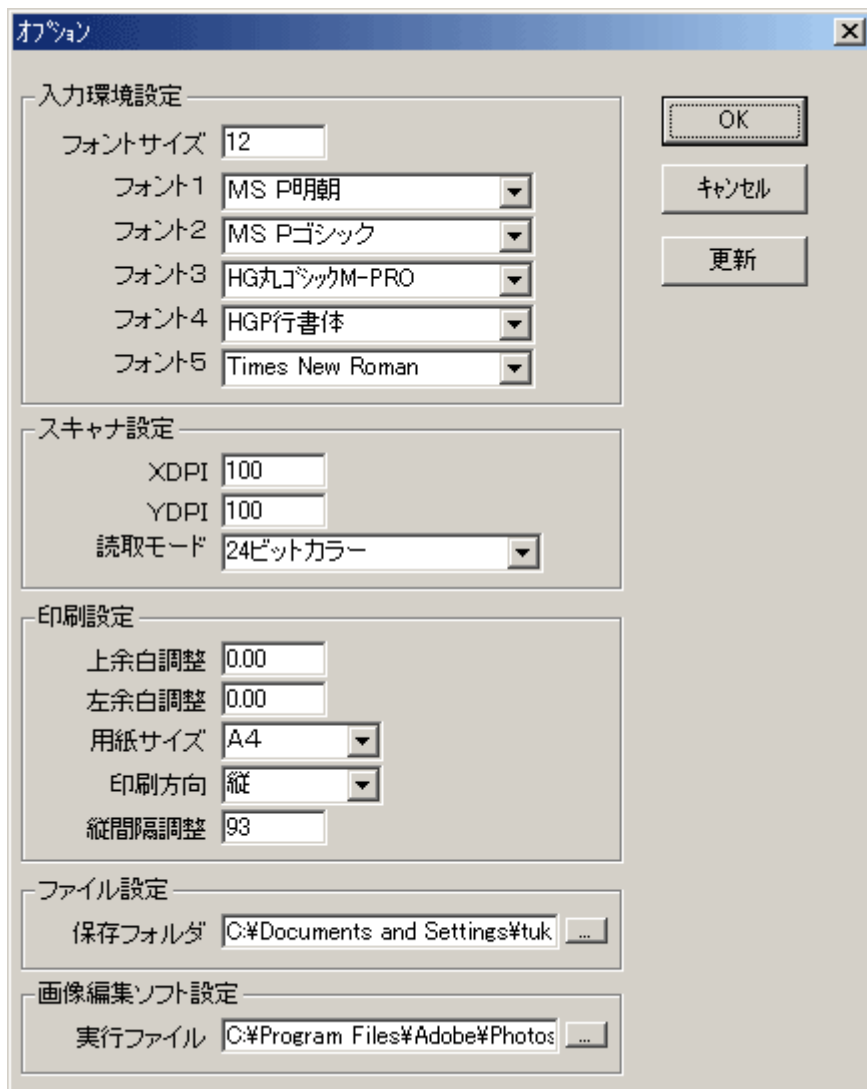 オプション
入力環境設定
フォントサイズ 12
フォント1 MS P明朝
フォント2 MS Pゴシック
フォント3 HG丸ゴシックM-PRO
フォント4 HGP行書体
フォント5 Times New Roman
OK
キャンセル
更新
スキャナ設定
XDPI 100
YDPI 100
読取モード 24ビットカラー
印刷設定
上余白調整 0.00
左余白調整 0.00
用紙サイズ A4
印刷方向 縦
縦間隔調整 93
ファイル設定
保存フォルダ C:¥Documents and Settings¥tuk ...
画像編集ソフト設定
実行ファイル C:¥Program Files¥Adobe¥Photos ...